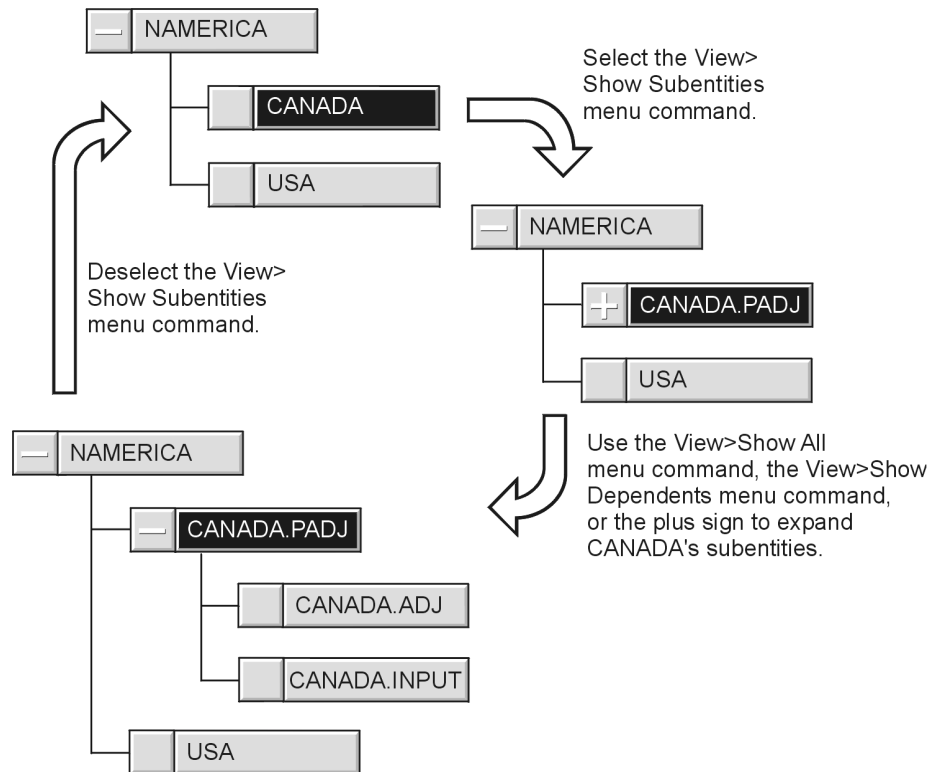 NAMERICA
CANADA
USA
Select the View>
Show Subentities
menu command.
NAMERICA
CANADA.PADJ
USA
Use the View>Show All
menu command, the View>Show
Dependents menu command,
or the plus sign to expand
CANADA's subentities.
NAMERICA
CANADA.PADJ
CANADA.ADJ
CANADA.INPUT
USA
Deselect the View>
Show Subentities
menu command.